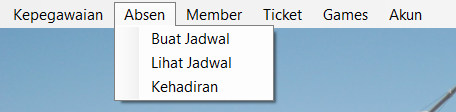 Kepegawaian Absen Member Ticket Games Akun
Buat Jadwal
Lihat Jadwal
Kehadiran